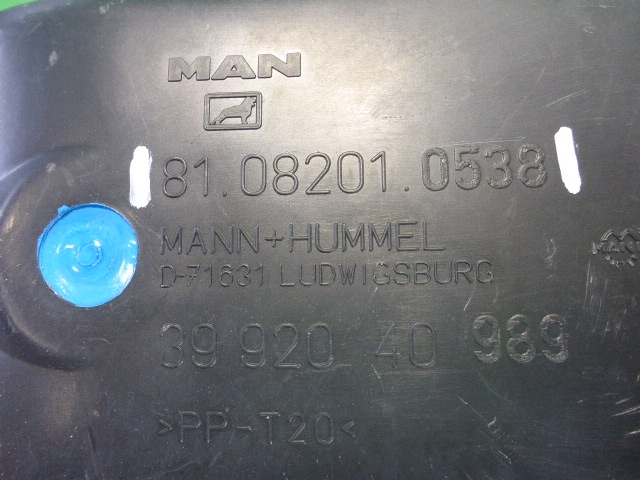 MAN
81.08201.0538
MANN+HUMMEL
D-71631 LUDWIGSBURG
39 920 40 989
>PP-T20<